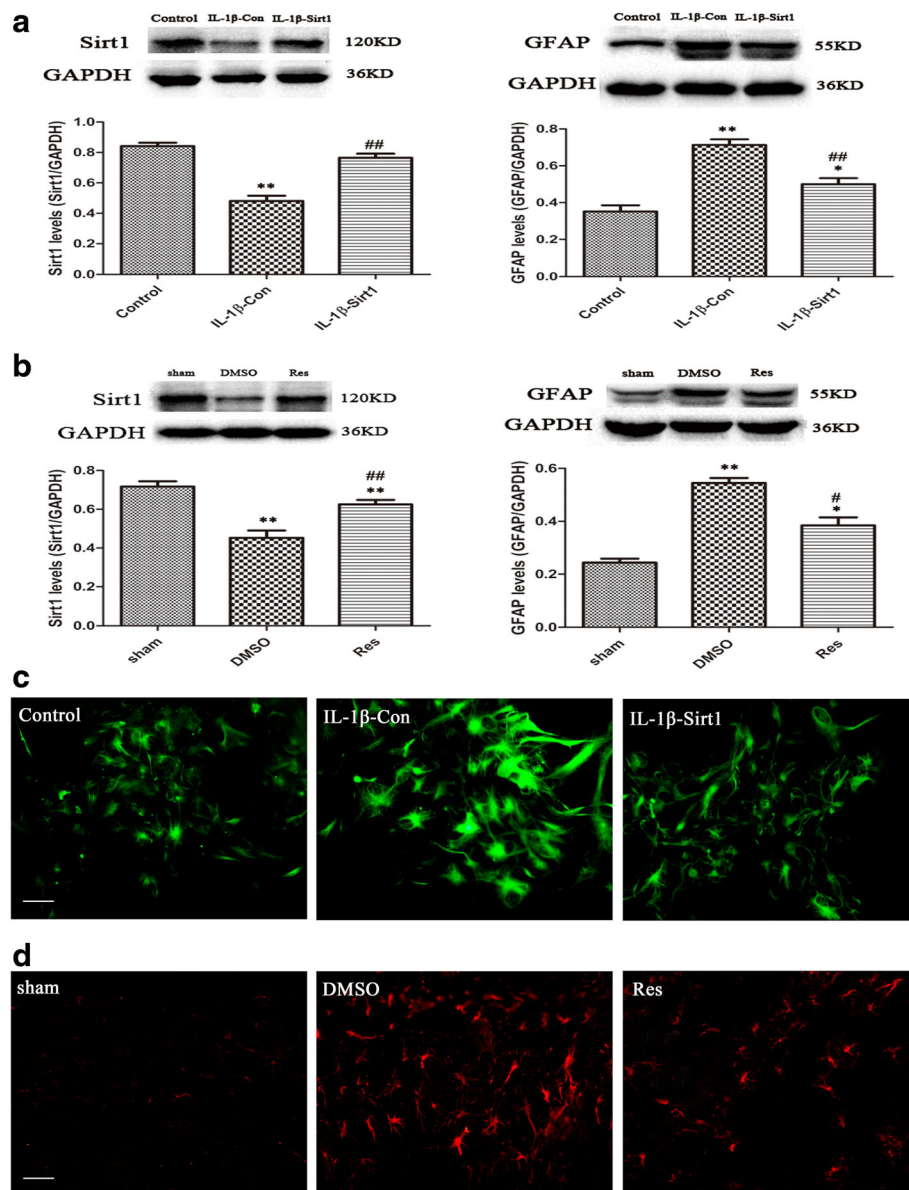 a
Control IL-1β-Con IL-1β-Sirt1
Sirt1 120KD
GAPDH 36KD
Sirt1 levels (Sirt1/GAPDH)
1.0
0.8
0.6
0.4
0.2
0.0
**
##
Control
IL-1β-Con
IL-1β-Sirt1
Control IL-1β-Con IL-1β-Sirt1
GFAP 55KD
GAPDH 36KD
GFAP levels (GFAP/GAPDH)
0.8
0.6
0.4
0.2
0.0
**
##
*
Control
IL-1β-Con
IL-1β-Sirt1
b
sham DMSO Res
Sirt1 120KD
GAPDH 36KD
Sirt1 levels (Sirt1/GAPDH)
0.8
0.6
0.4
0.2
0.0
**
##
**
sham
DMSO
Res
sham DMSO Res
GFAP 55KD
GAPDH 36KD
GFAP levels (GFAP/GAPDH)
0.6
0.4
0.2
0.0
**
#
*
sham
DMSO
Res
c
Control IL-1β-Con IL-1β-Sirt1
d
sham DMSO Res